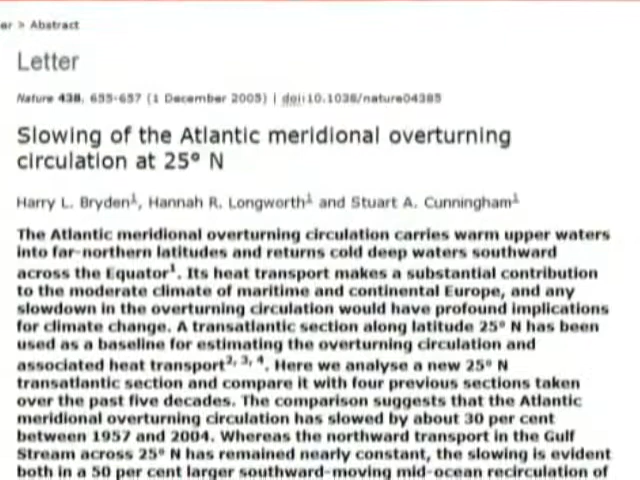 er > Abstract
Letter
Nature 438, 655-657 (1 December 2005) | doi:10.1038/nature04385
Slowing of the Atlantic meridional overturning
circulation at 25° N
Harry L. Bryden1, Hannah R. Longworth1 and Stuart A. Cunningham1
The Atlantic meridional overturning circulation carries warm upper waters
into far-northern latitudes and returns cold deep waters southward
across the Equator1. Its heat transport makes a substantial contribution
to the moderate climate of maritime and continental Europe, and any
slowdown in the overturning circulation would have profound implications
for climate change. A transatlantic section along latitude 25° N has been
used as a baseline for estimating the overturning circulation and
associated heat transport2, 3, 4. Here we analyse a new 25° N
transatlantic section and compare it with four previous sections taken
over the past five decades. The comparison suggests that the Atlantic
meridional overturning circulation has slowed by about 30 per cent
between 1957 and 2004. Whereas the northward transport in the Gulf
Stream across 25° N has remained nearly constant, the slowing is evident
both in a 50 per cent larger southward-moving mid-ocean recirculation of